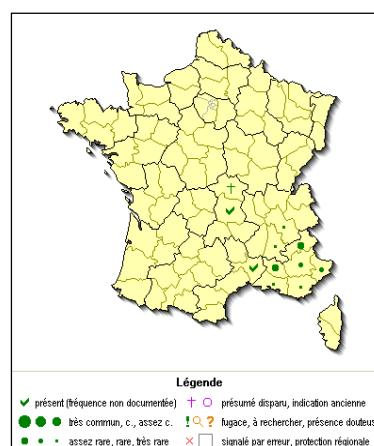 Légende
présent (fréquence non documentée) présumé disparu, indication ancienne
très commun, c., assez c. fugace, à rechercher, présence douteus
assez rare, rare, très rare signalé par erreur, protection régionale